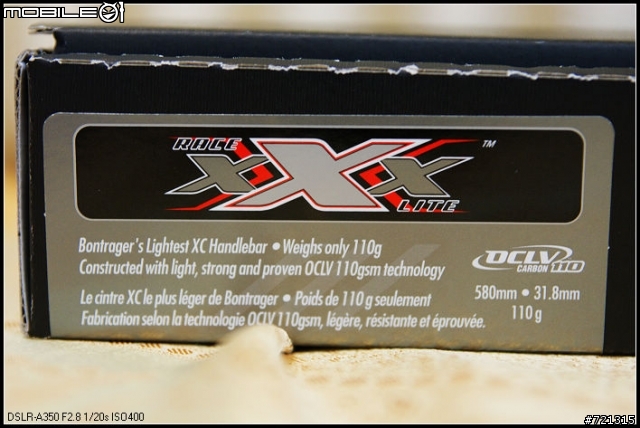 MOBILE01
RACE
XXX
LITE
™
Bontrager's Lightest XC Handlebar • Weighs only 110g
Constructed with light, strong and proven OCLV 110gsm technology
Le cintre XC le plus léger de Bontrager • Poids de 110 g seulement
Fabrication selon la technologie OCLV 110gsm, légère, résistante et éprouvée.
OCLV
CARBON 110
580mm • 31.8mm
110 g
DSLR-A350 F2.8 1/20s ISO400
#721315